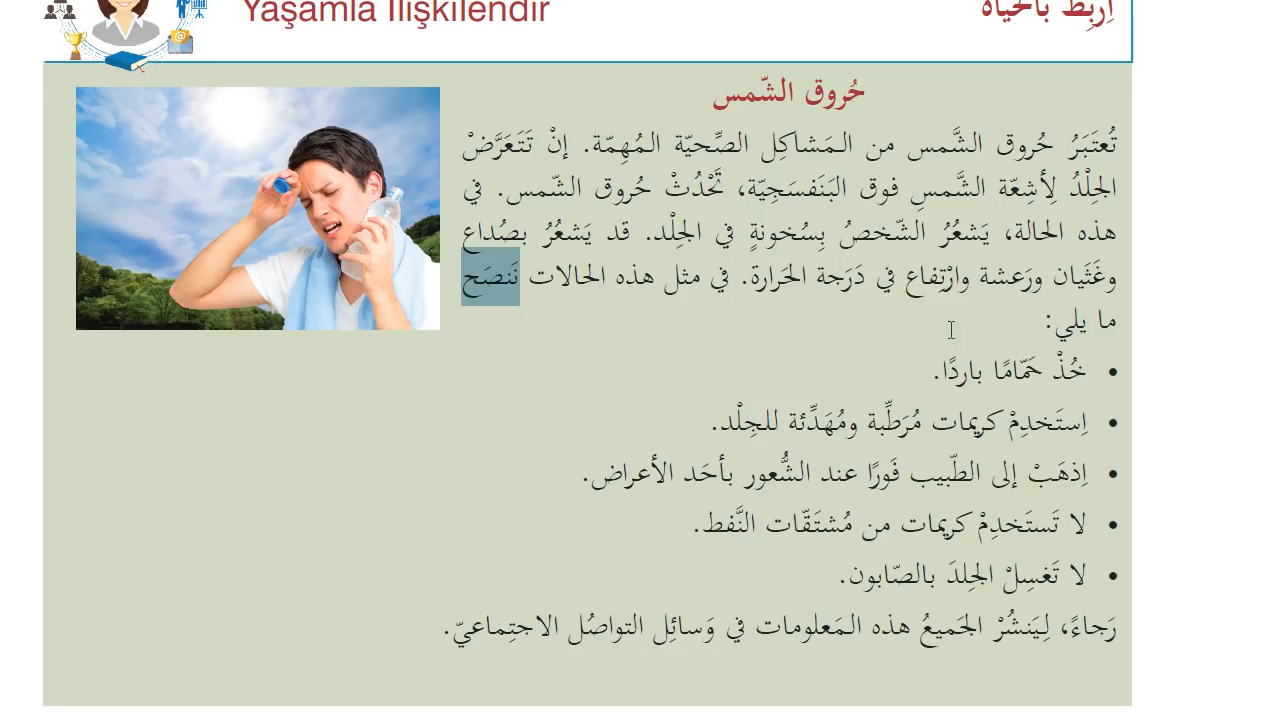 Yaşamla İlişkilendir
اِربِط بالحياة
حُروق الشّمس
تُعتَبَرُ حُروق الشَّمس من المَشاكِل الصِّحيّة المُهِمّة. إنْ تَتَعَرَّضْ
الجِلْدُ لِأشِعّة الشَّمسِ فوق البَنَفسَجِيّة، تَحْدُثْ حُروق الشّمس. في
هذه الحالة، يَشعُرُ الشّخصُ بِسُخونةٍ في الجِلْد. قد يَشعُرُ بصُداع
وغَثَيان ورَعشة وارْتفاع في دَرَجة الحَرارة. في مثل هذه الحالات نَنصَح
ما يلي:
• خُذْ حَمّامًا باردًا.
• اِستَخدِمْ كريمات مُرَطِّبة ومُهَدِّئة للجِلْد.
• اِذهَبْ إلى الطّبيب فَورًا عند الشُّعور بأحَد الأعراض.
• لا تَستَخدِمْ كريمات من مُشتَقّات النَّفط.
• لا تَغسِلْ الجِلدَ بالصّابون.
رَجاءً، لِيَنشُرْ الجَميعُ هذه المَعلومات في وَسائِل التواصُل الاجتِماعيّ.